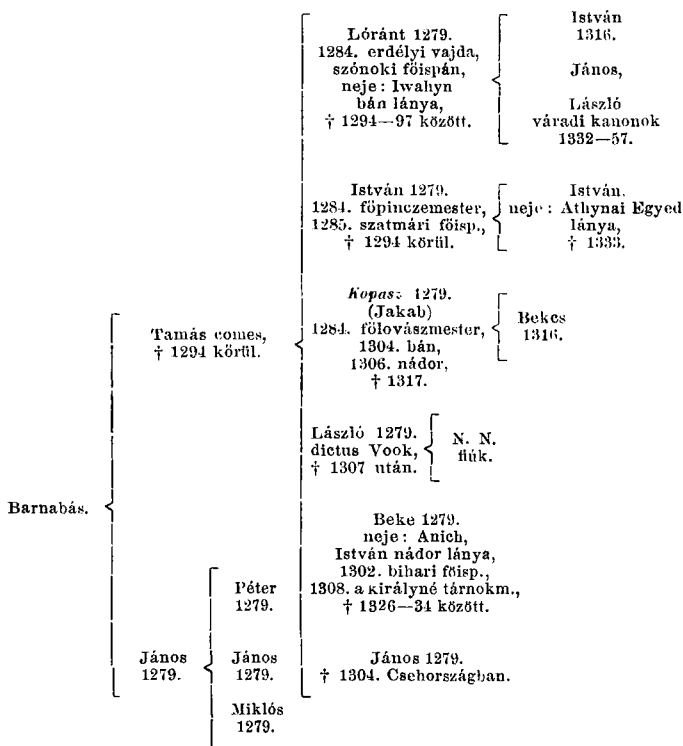 Barnabás.
Tamás comes,
† 1294 körül.
Lóránt 1279.
1284. erdélyi vajda,
szónoki főispán,
neje: Iwahyn
bán lánya,
† 1294—97 között.
István
1316.
János,
László
váradi kanonok
1332—57.
István 1279.
1284. főpinczemester,
1285. szatmári főisp.,
† 1294 körül.
István.
neje: Athynai Egyed
lánya,
† 1333.
Kopasz 1279.
(Jakab)
1284. fölovászmester,
1304. bán,
1306. nádor,
† 1317.
Bekcs
1316.
László 1279.
dictus Vook,
† 1307 után.
N. N.
fiúk.
Beke 1279.
neje: Anich,
István nádor lánya,
1302. bihari főisp.,
1308. a királyné tárnokm.,
† 1326—34 között.
János 1279.
† 1304. Csehországban.
János
1279.
Péter
1279.
János
1279.
Miklós
1279.